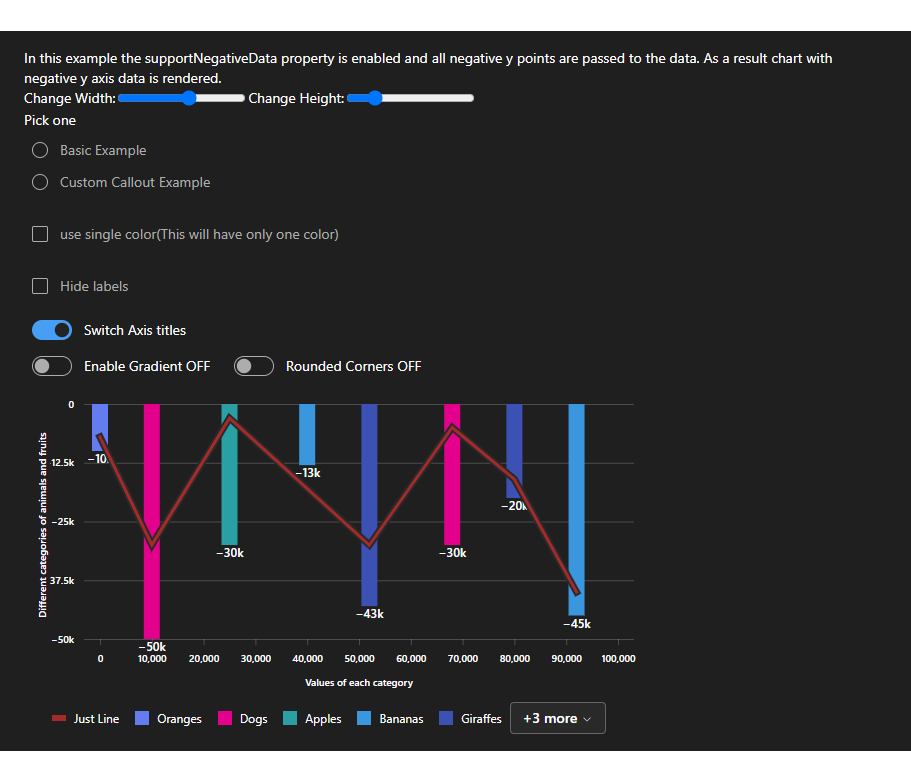 In this example the supportNegativeData property is enabled and all negative y points are passed to the data. As a result chart with
negative y axis data is rendered.
Change Width: Change Height:
Pick one
Basic Example
Custom Callout Example
use single color(This will have only one color)
Hide labels
Switch Axis titles
Enable Gradient OFF Rounded Corners OFF
Different categories of animals and fruits
0
12.5k
−25k
37.5k
−50k
−10
−50k
−30k
−13k
−43k
−30k
−20k
−45k
0 10,000 20,000 30,000 40,000 50,000 60,000 70,000 80,000 90,000 100,000
Values of each category
Just Line Oranges Dogs Apples Bananas Giraffes +3 more